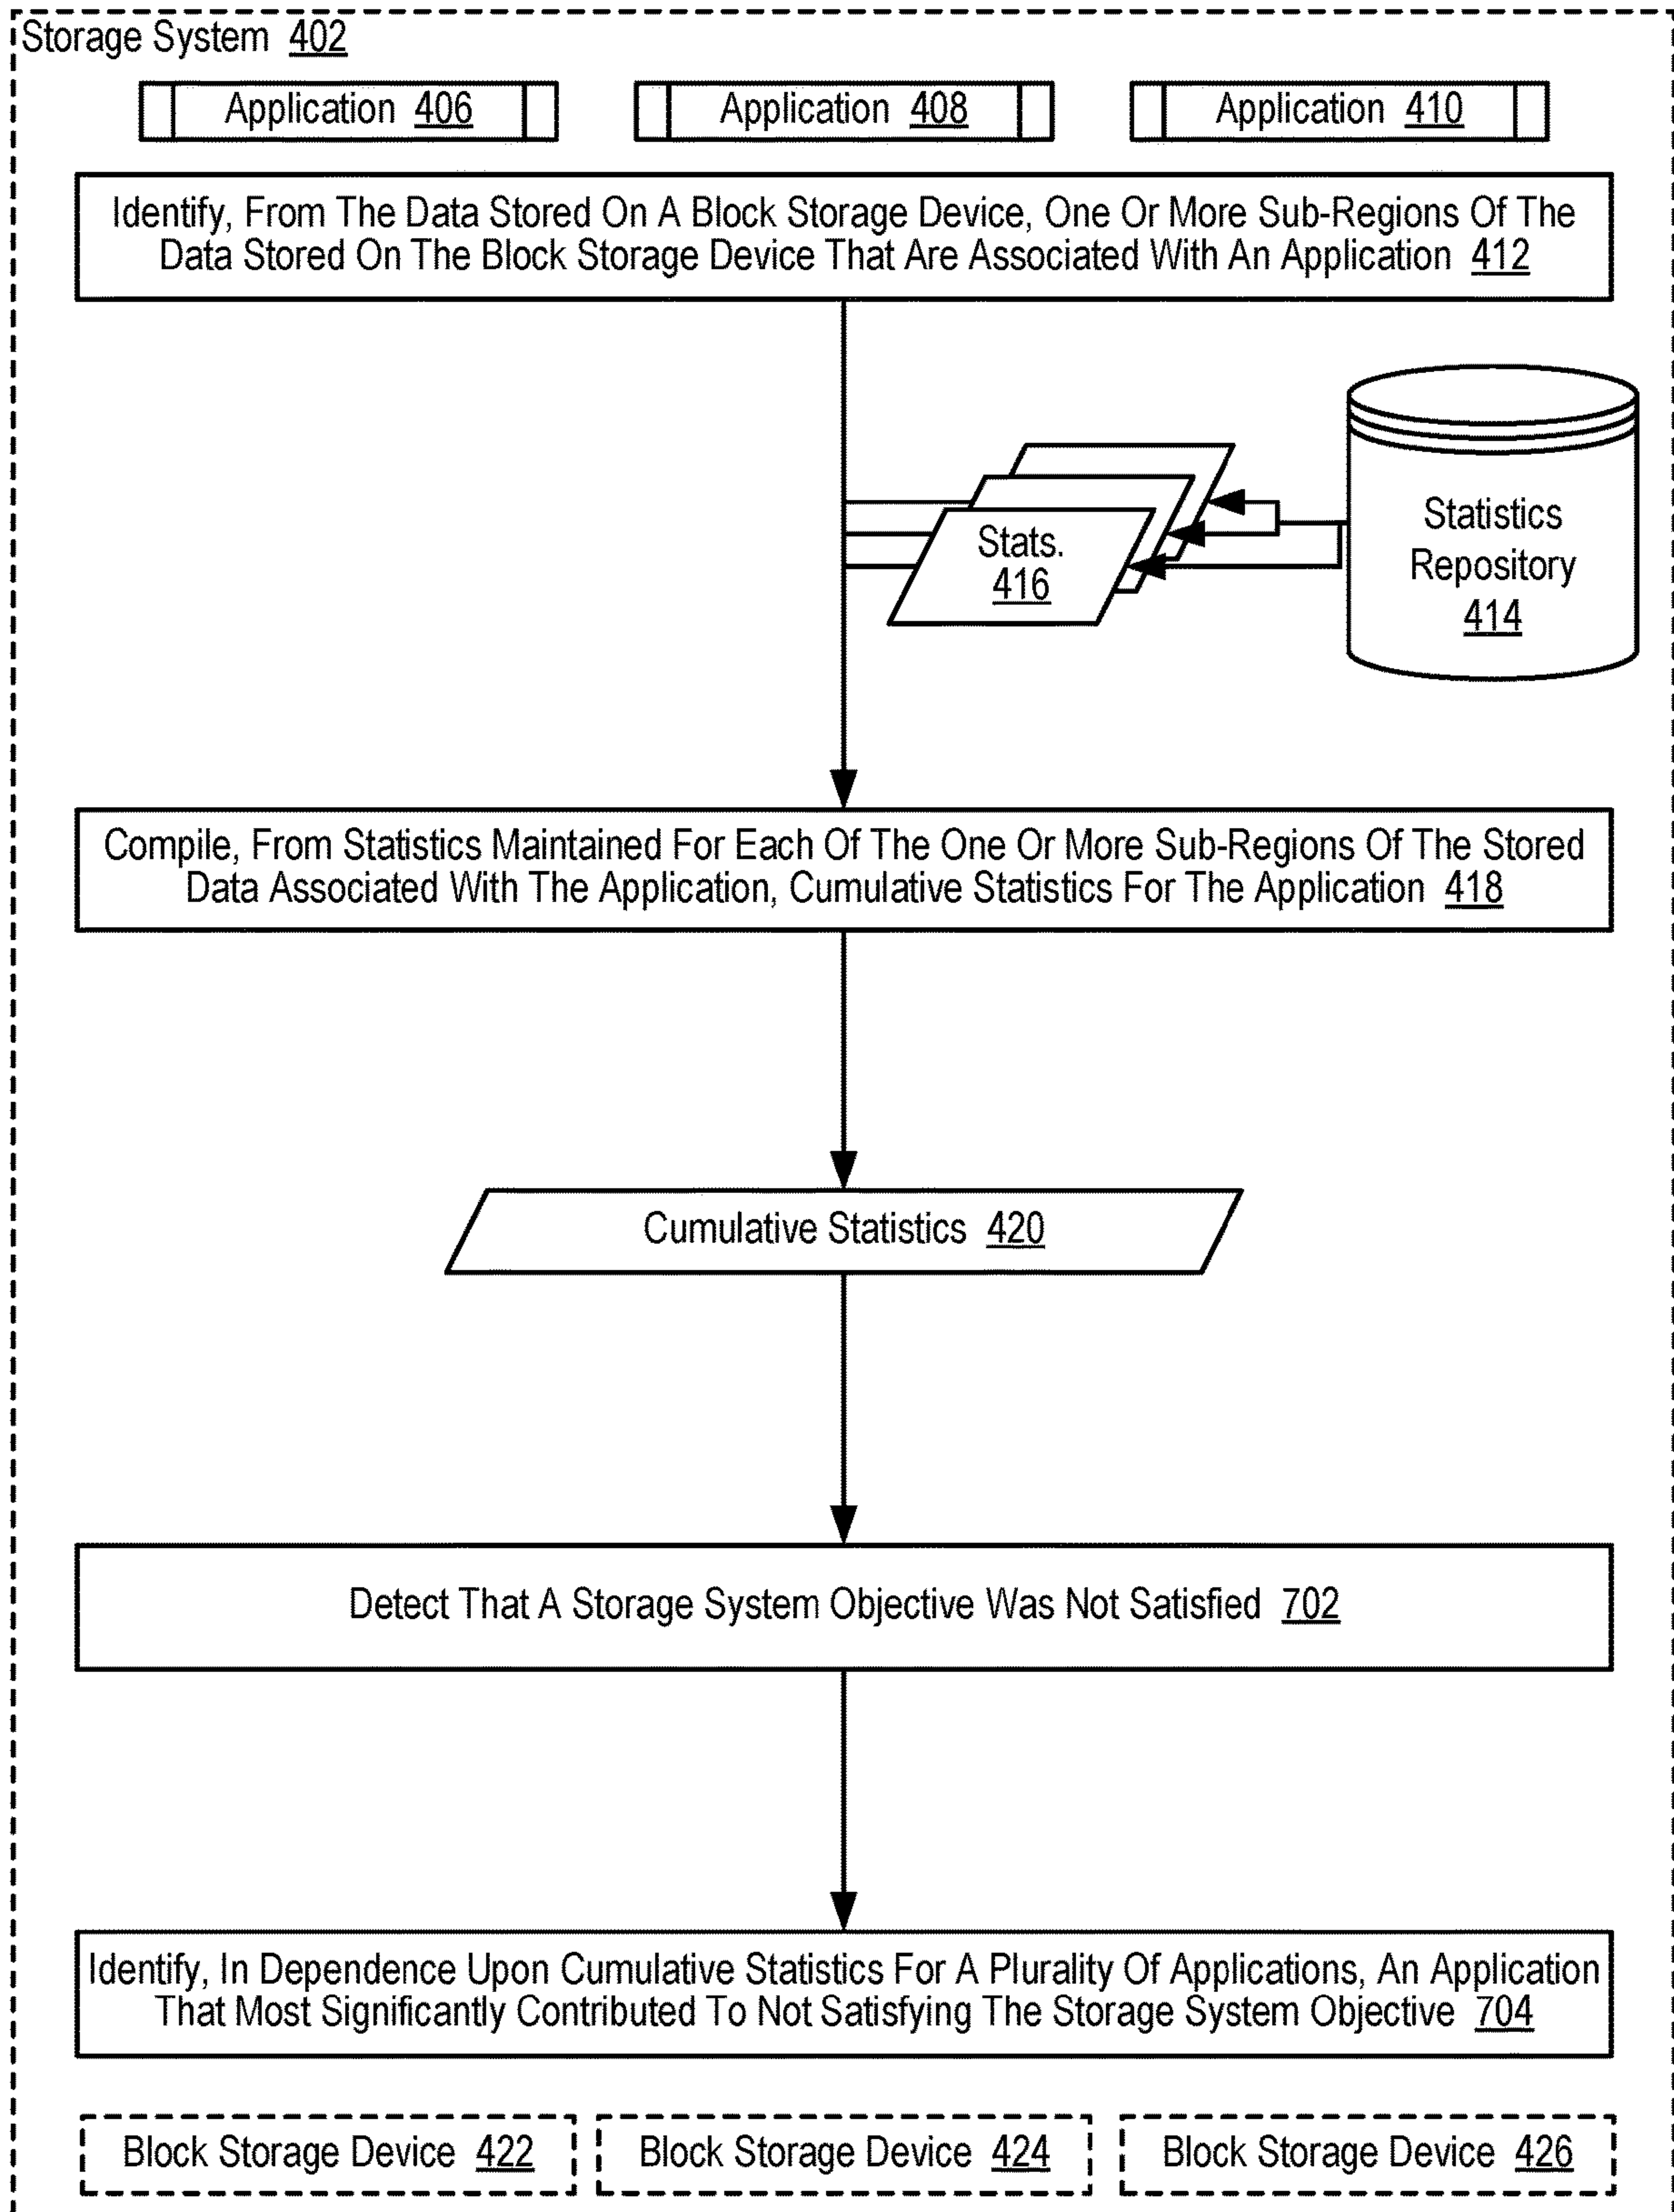 Storage System 402
Application 406
Application 408
Application 410
Identify, From The Data Stored On A Block Storage Device, One Or More Sub-Regions Of The
Data Stored On The Block Storage Device That Are Associated With An Application 412
Stats.
416
Statistics
Repository
414
Compile, From Statistics Maintained For Each Of The One Or More Sub-Regions Of The Stored
Data Associated With The Application, Cumulative Statistics For The Application 418
Cumulative Statistics 420
Detect That A Storage System Objective Was Not Satisfied 702
Identify, In Dependence Upon Cumulative Statistics For A Plurality Of Applications, An Application
That Most Significantly Contributed To Not Satisfying The Storage System Objective 704
Block Storage Device 422
Block Storage Device 424
Block Storage Device 426